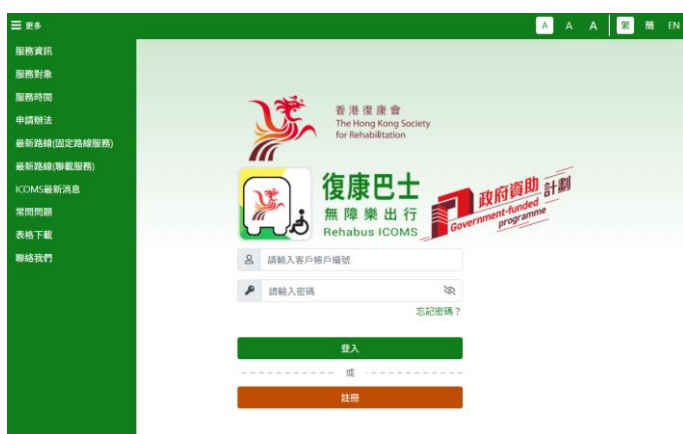 更多
A A A 繁 簡 EN
服務資訊
服務對象
服務時間
申請辦法
最新路線(固定路線服務)
最新路線(聯載服務)
ICOMS最新消息
常問問題
表格下載
聯絡我們
香港復康會
The Hong Kong Society
for Rehabilitation
復康巴士
無障樂出行
Rehabus ICOMS
政府資助計劃
Government-funded
programme
請輸入客戶帳戶編號
請輸入密碼
忘記密碼？
登入
或
註冊